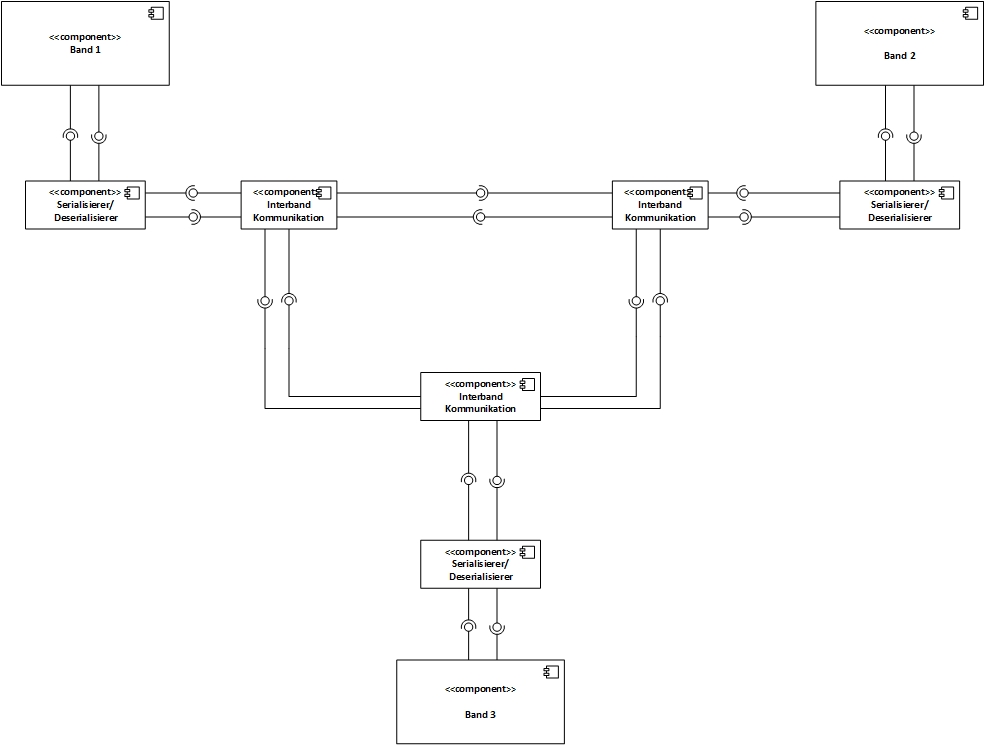 <<component>>
Band 1
<<component>>
Band 2
<<component>>
Serialisierer/
Deserialisierer
<<component>>
Interband
Kommunikation
<<component>>
Interband
Kommunikation
<<component>>
Serialisierer/
Deserialisierer
<<component>>
Interband
Kommunikation
<<component>>
Serialisierer/
Deserialisierer
<<component>>
Band 3